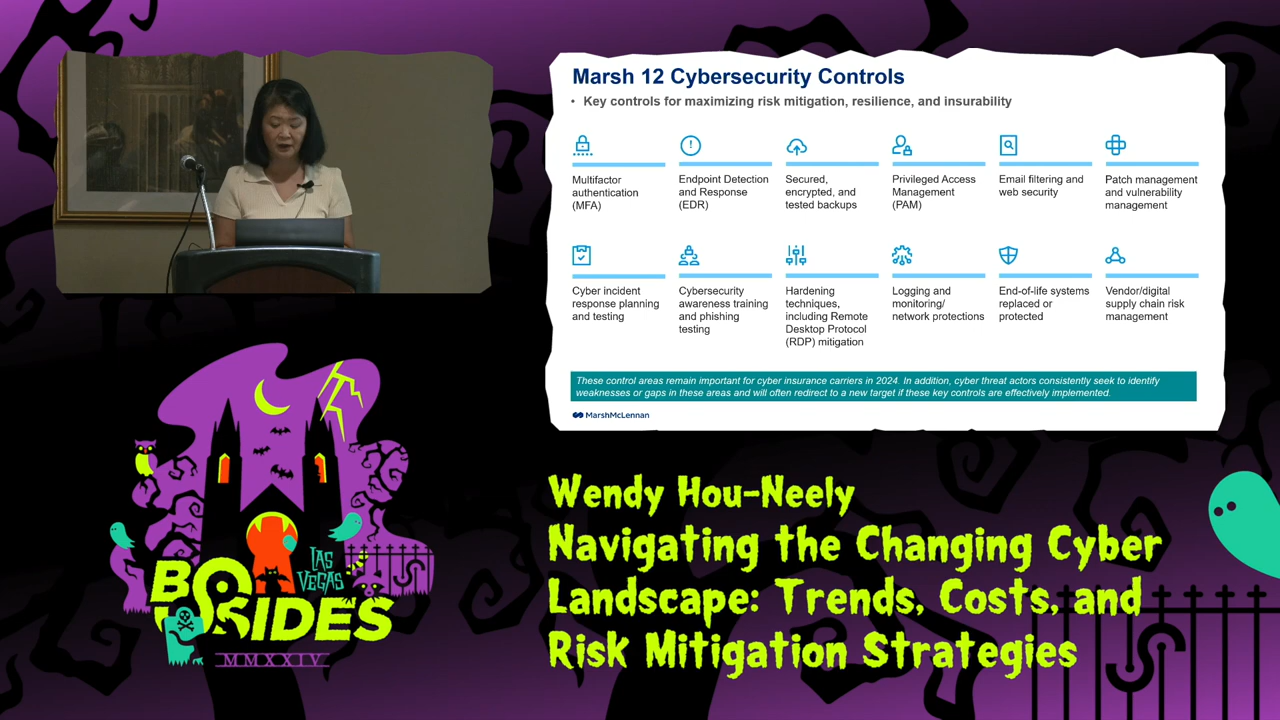 Marsh 12 Cybersecurity Controls
• Key controls for maximizing risk mitigation, resilience, and insurability
Multifactor
authentication
(MFA)
Endpoint Detection
and Response
(EDR)
Secured,
encrypted, and
tested backups
Privileged Access
Management
(PAM)
Email filtering and
web security
Patch management
and vulnerability
management
Cyber incident
response planning
and testing
Cybersecurity
awareness training
and phishing
testing
Hardening
techniques,
including Remote
Desktop Protocol
(RDP) mitigation
Logging and
monitoring/
network protections
End-of-life systems
replaced or
protected
Vendor/digital
supply chain risk
management
These control areas remain important for cyber insurance carriers in 2024. In addition, cyber threat actors consistently seek to identify
weaknesses or gaps in these areas and will often redirect to a new target if these key controls are effectively implemented.
MarshMcLennan
Wendy Hou-Neely
Navigating the Changing Cyber
Landscape: Trends, Costs, and
Risk Mitigation Strategies
LAS
VEGAS
BSIDES
MMXXIV